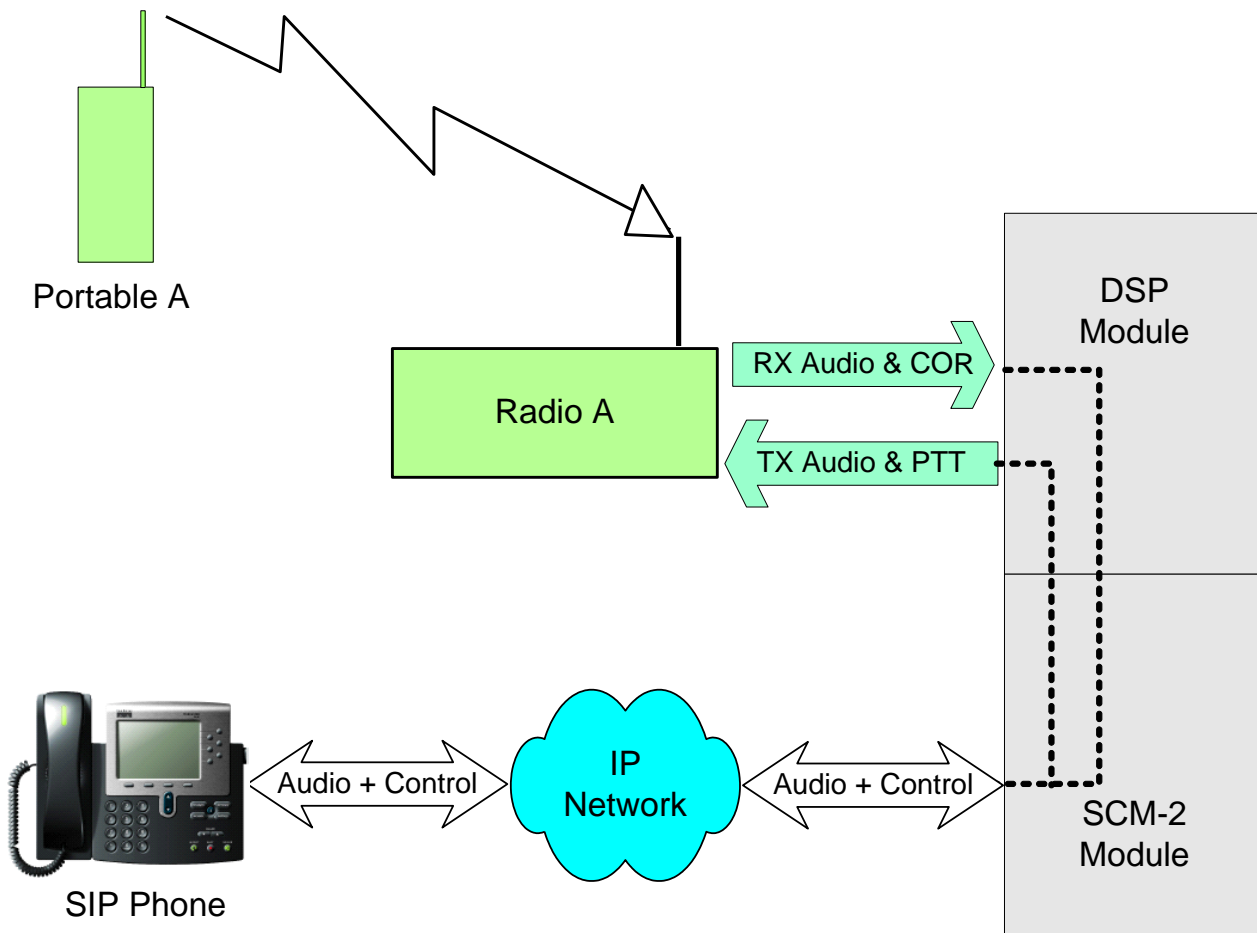 Portable A
DSP
Module
RX Audio & COR
Radio A
TX Audio & PTT
IP
Network
Audio + Control
Audio + Control
SCM-2
Module
SIP Phone